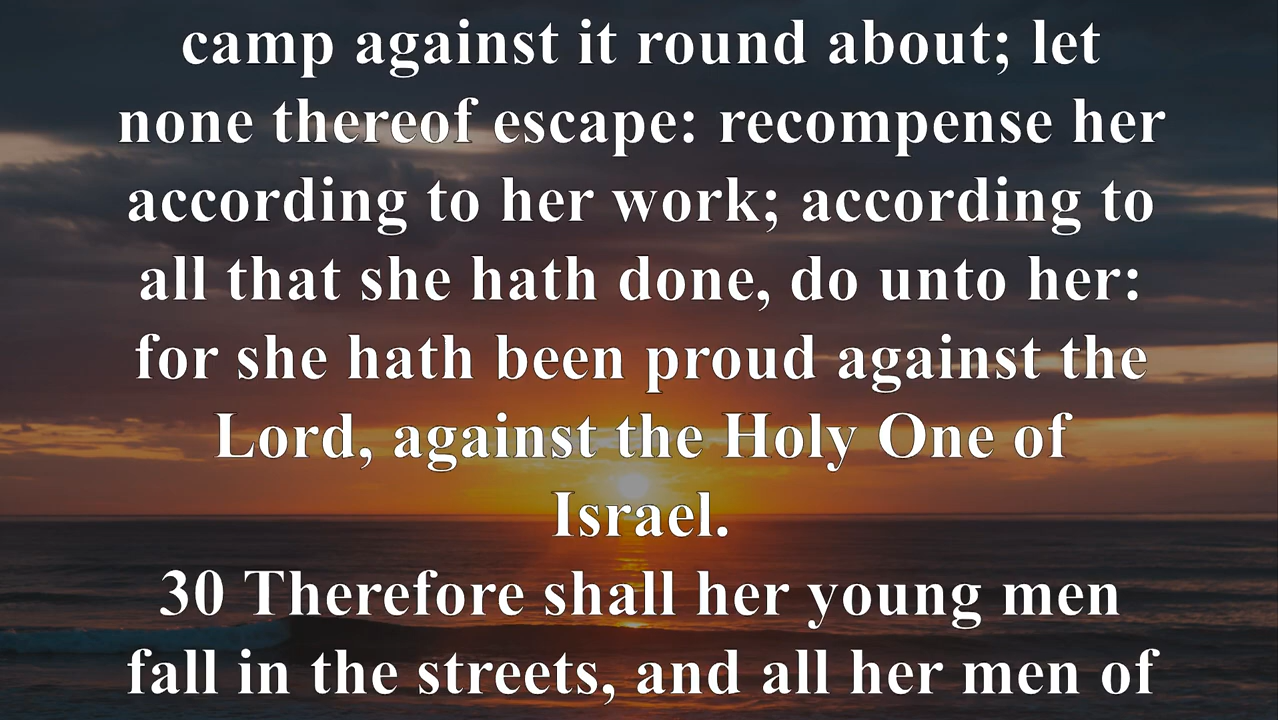 camp against it round about; let
none thereof escape: recompense her
according to her work; according to
all that she hath done, do unto her:
for she hath been proud against the
Lord, against the Holy One of
Israel.
30 Therefore shall her young men
fall in the streets, and all her men of